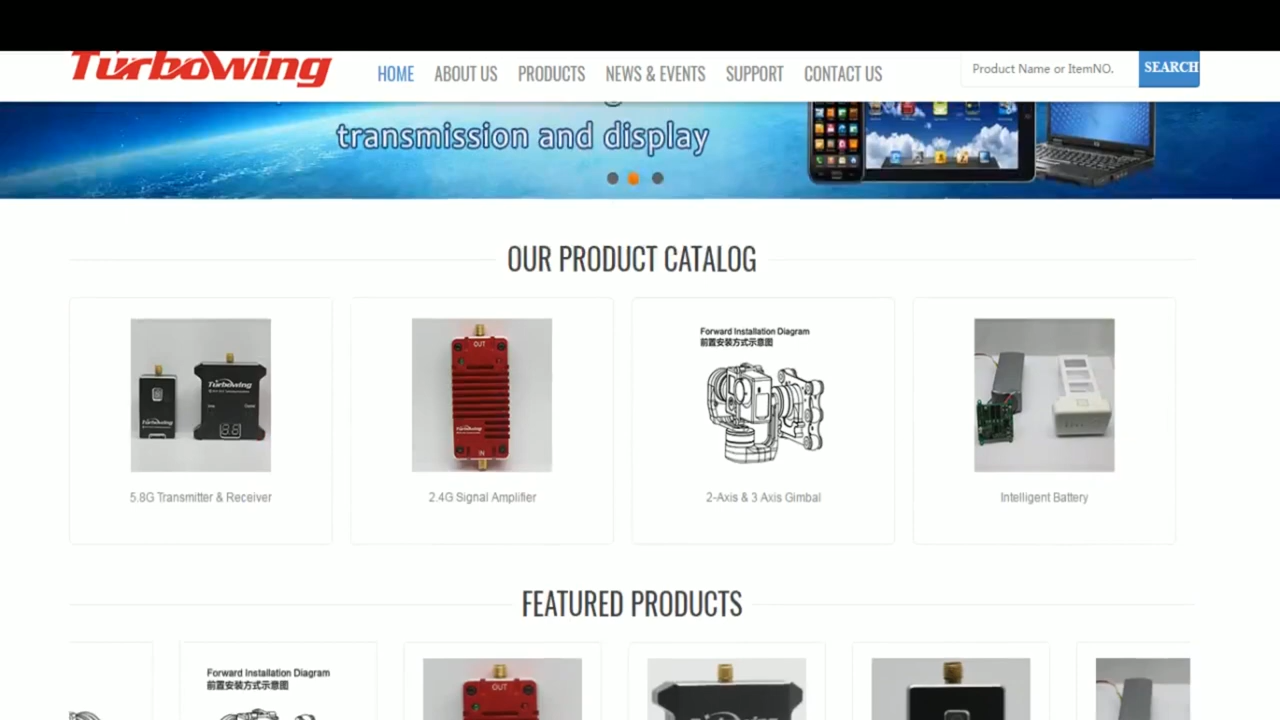 Turbowing
HOME ABOUT US PRODUCTS NEWS & EVENTS SUPPORT CONTACT US
Product Name or ItemNO. SEARCH
transmission and display
OUR PRODUCT CATALOG
OUT
Turbowing
IN
Turbowing
Forward Installation Diagram
前置安装方式示意图
5.8G Transmitter & Receiver
2.4G Signal Amplifier
2-Axis & 3 Axis Gimbal
Intelligent Battery
FEATURED PRODUCTS
Forward Installation Diagram
前置安装方式示意图
OUT